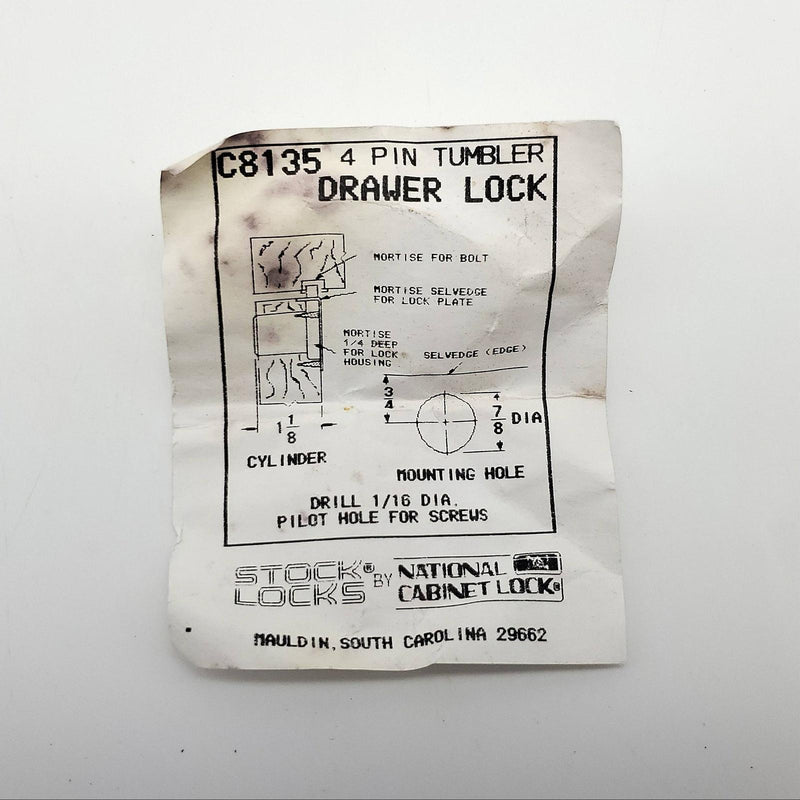 C8135 4 PIN TUMBLER
DRAWER LOCK
MORTISE FOR BOLT
MORTISE SELVEDGE
FOR LOCK PLATE
MORTISE
1/4 DEEP
FOR LOCK
HOUSING
SELVEDGE (EDGE)
3/4
7/8 DIA
1 1/8
CYLINDER
MOUNTING HOLE
DRILL 1/16 DIA.
PILOT HOLE FOR SCREWS
STOCK® LOCKS BY NATIONAL CABINET LOCK®
MAULDIN, SOUTH CAROLINA 29662